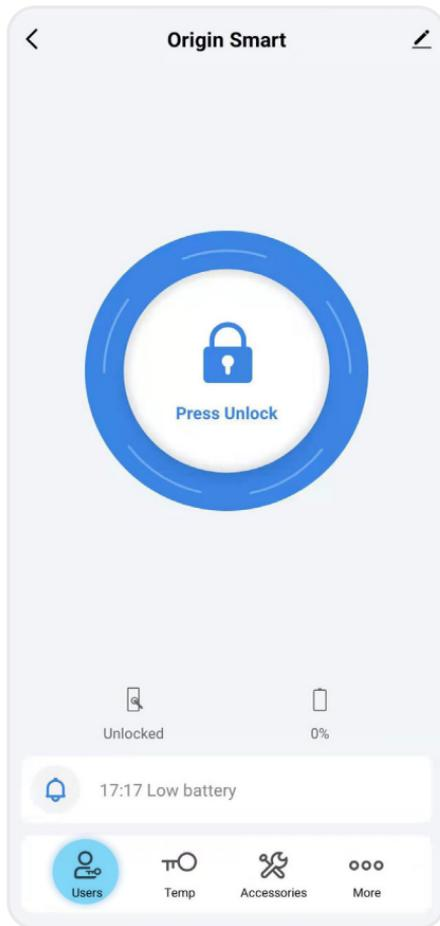 Origin Smart
Press Unlock
Unlocked 0%
17:17 Low battery
Users Temp Accessories More